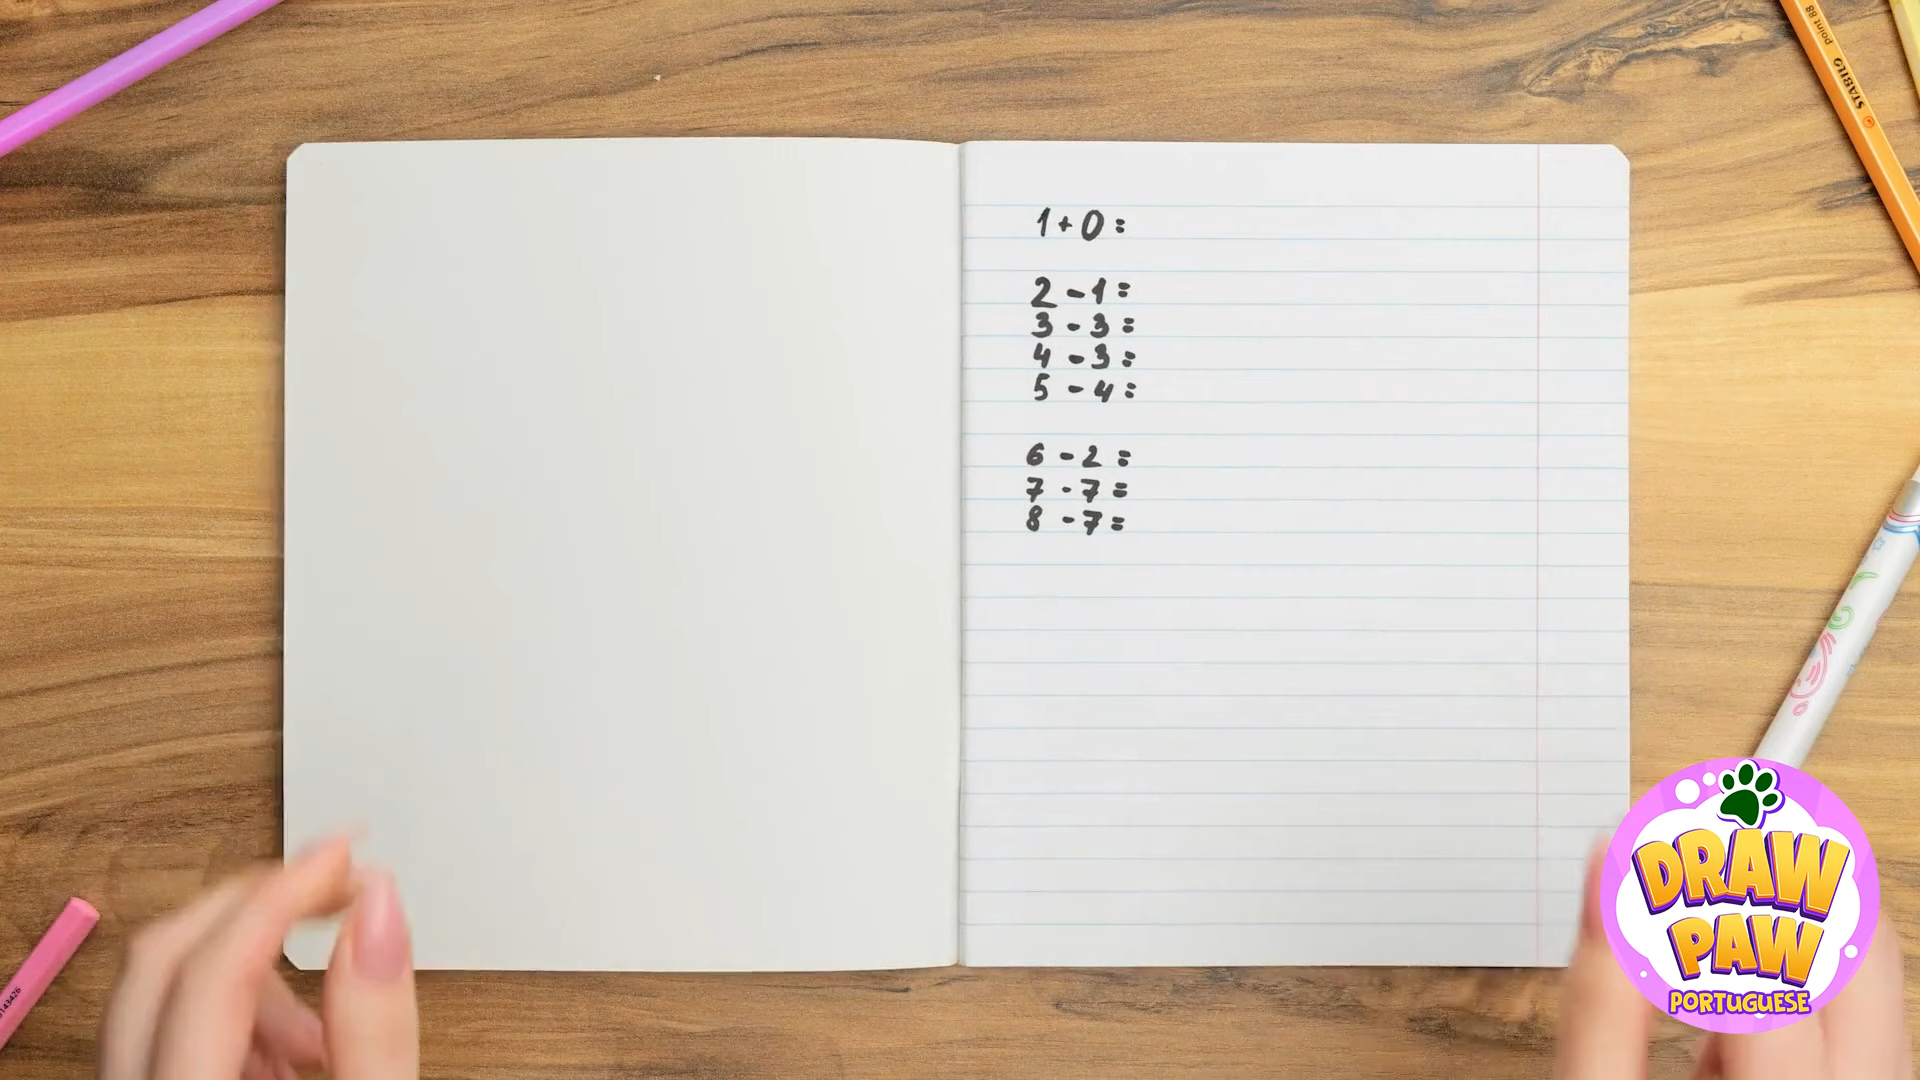 1+0=
2-1=
3-3=
4-3=
5-4=
6-2=
7-7=
8-7=
point 88
STABILO
DRAW
PAW
PORTUGUESE